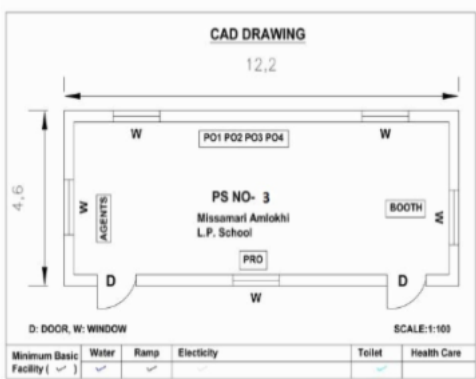 CAD DRAWING
12,2
W
W
PO1 PO2 PO3 PO4
4,6
W
AGENTS
PS NO- 3
Missamari Amlokhi
L.P. School
BOOTH
W
PRO
D
D
W
D: DOOR, W: WINDOW
SCALE:1:100
Minimum Basic
Facility ( ✓ )
Water
Ramp
Electicity
Toilet
Health Care
✓
✓
✓
✓